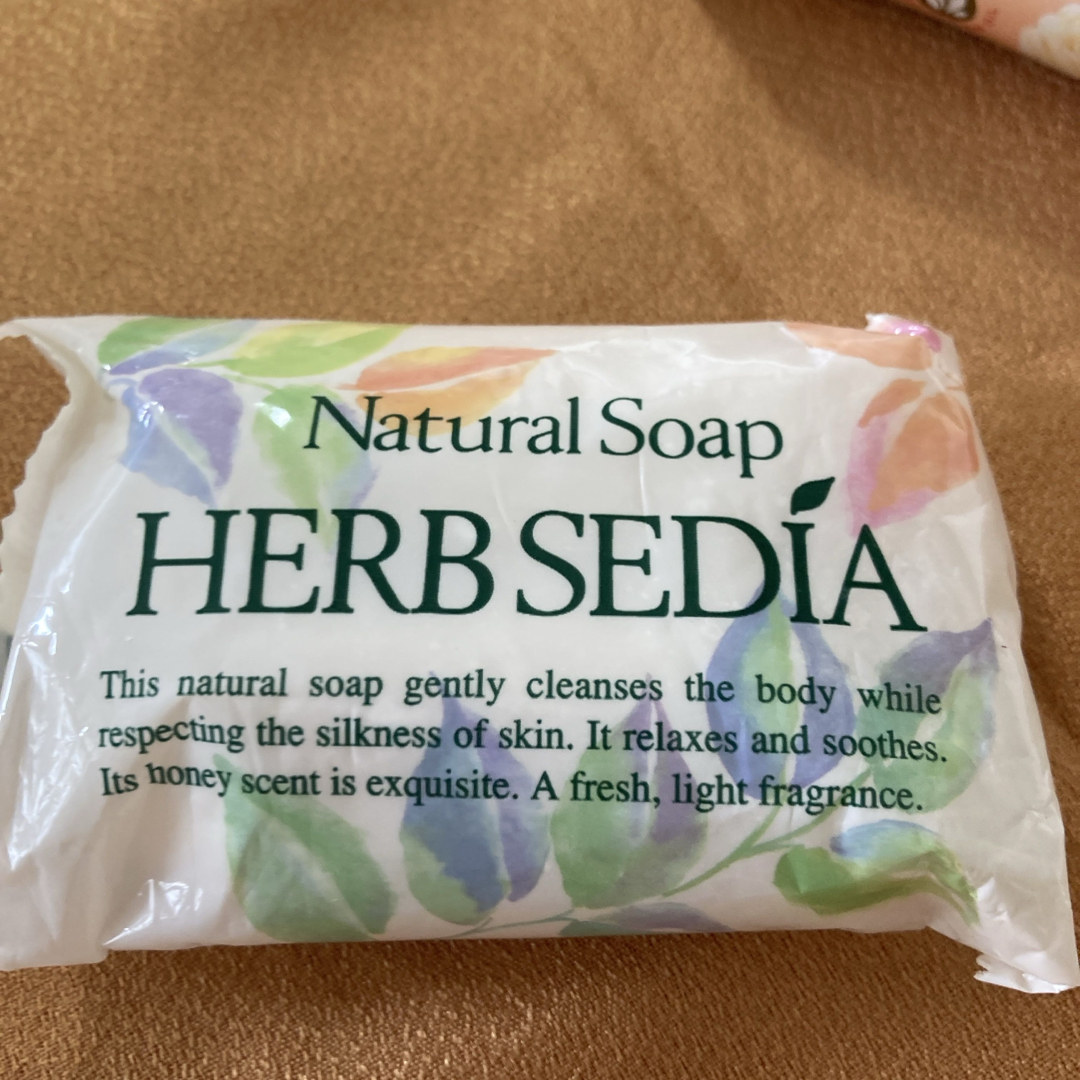 Natural Soap
HERB SEDIA
This natural soap gently cleanses the body while
respecting the silkness of skin. It relaxes and soothes.
Its honey scent is exquisite. A fresh, light fragrance.